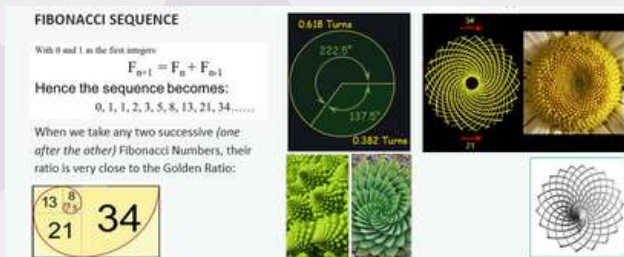 FIBONACCI SEQUENCE
With 0 and 1 as the first integers
Fₙ₊₁ = Fₙ + Fₙ₋₁
Hence the sequence becomes:
0, 1, 1, 2, 3, 5, 8, 13, 21, 34……
When we take any two successive (one
after the other) Fibonacci Numbers, their
ratio is very close to the Golden Ratio:
13 8
5
21 34
0.618 Turns
222.5°
137.5°
0.382 Turns
34
21